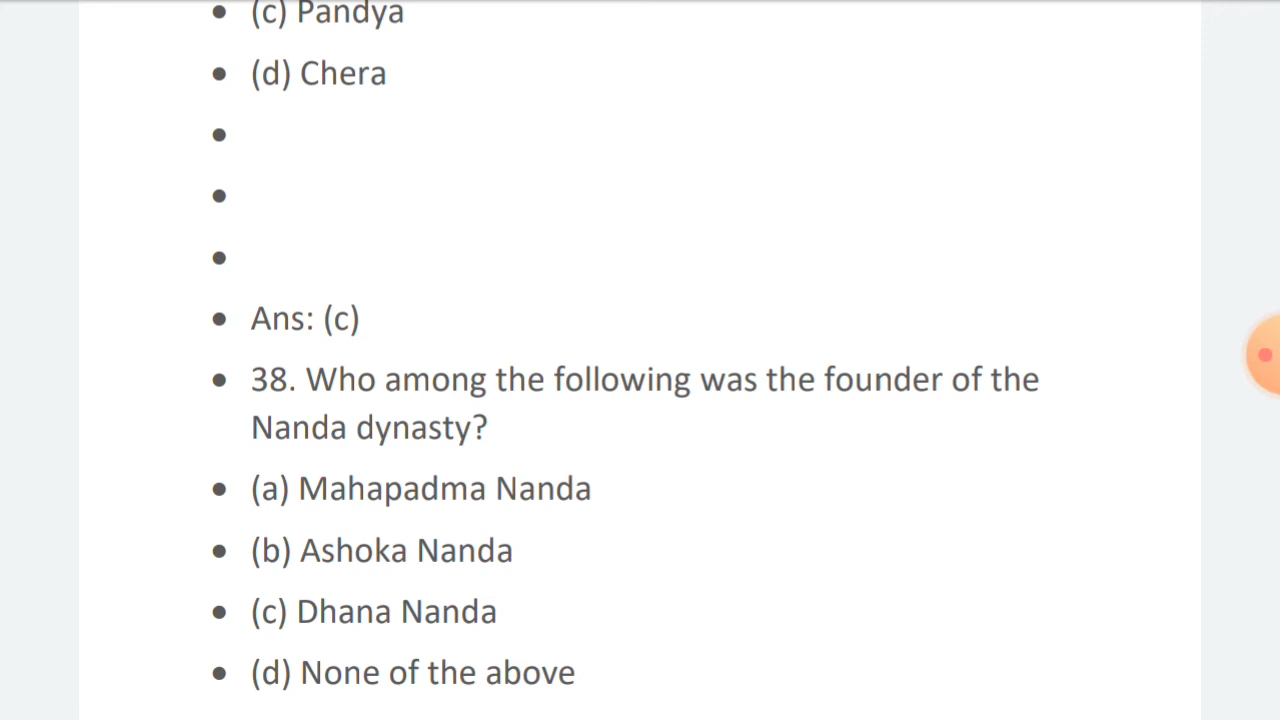 • (c) Pandya
• (d) Chera
•
•
•
• Ans: (c)
• 38. Who among the following was the founder of the
Nanda dynasty?
• (a) Mahapadma Nanda
• (b) Ashoka Nanda
• (c) Dhana Nanda
• (d) None of the above